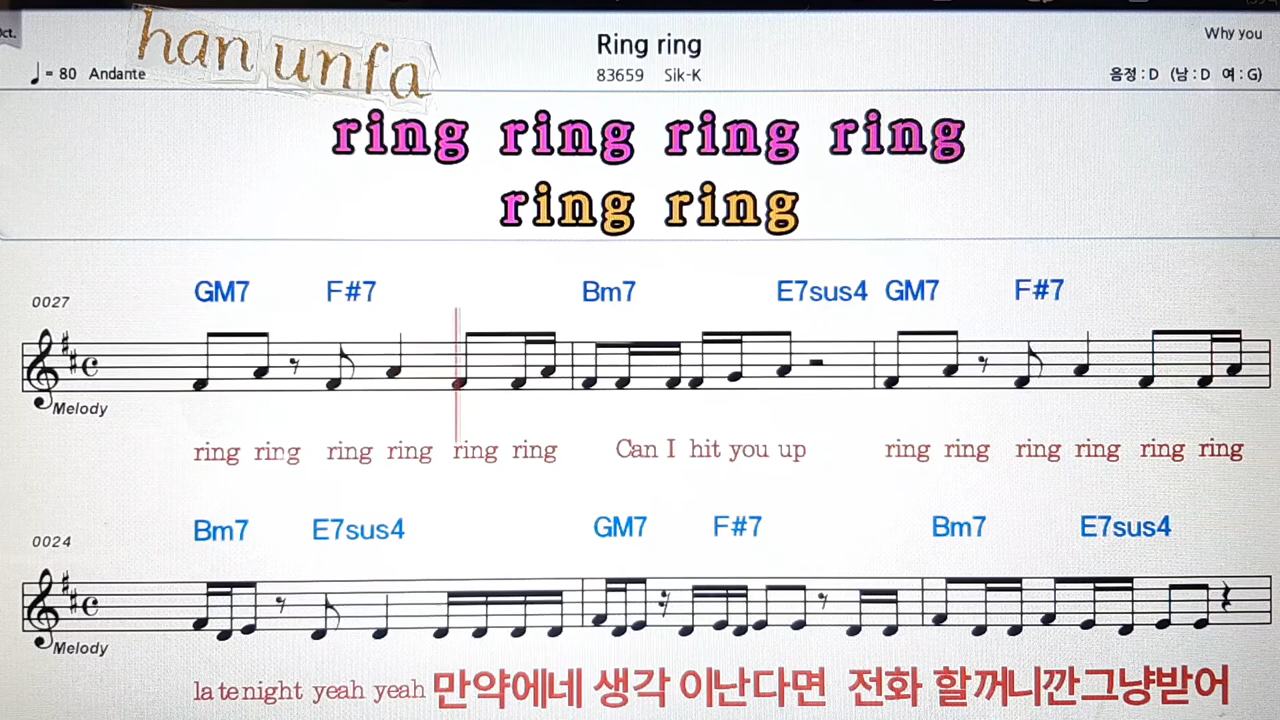 ct.
han unfa
Ring ring
Why you
♩= 80 Andante
83659 Sik-K
음정 : D (남 : D 여 : G)
ring ring ring ring
ring ring
0027
GM7 F#7 Bm7 E7sus4 GM7 F#7
Melody
ring ring ring ring ring ring Can I hit you up ring ring ring ring ring ring
0024
Bm7 E7sus4 GM7 F#7 Bm7 E7sus4
Melody
late night yeah yeah 만약에네 생각 이난다면 전화 할꺼니깐그냥받어